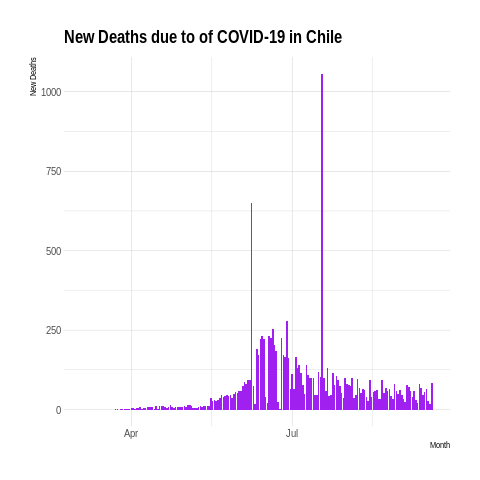 New Deaths due to of COVID-19 in Chile
New Deaths
1000
750
500
250
0
Apr
Jul
Month